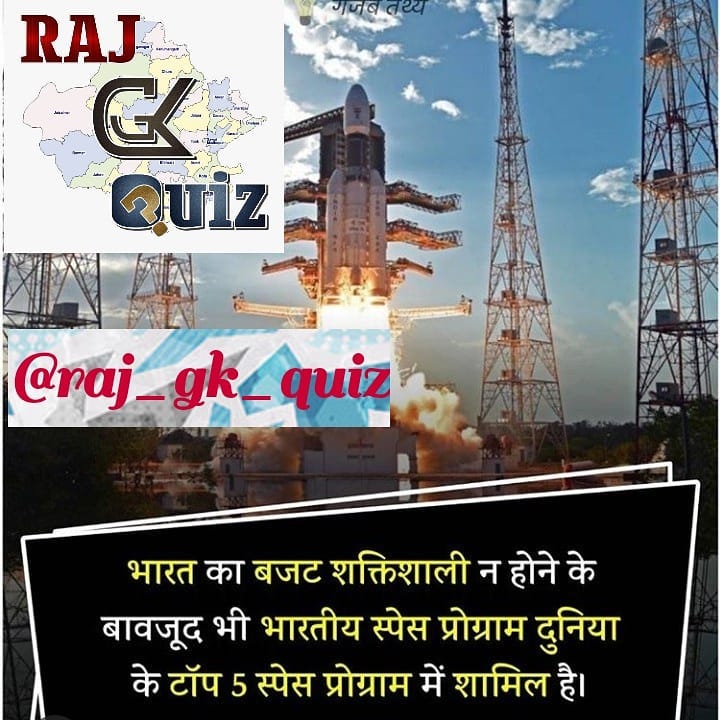 गजब तथ्य
RAJ
GK
QUIZ
@raj_gk_quiz
भारत का बजट शक्तिशाली न होने के
बावजूद भी भारतीय स्पेस प्रोग्राम दुनिया
के टॉप 5 स्पेस प्रोग्राम में शामिल है।